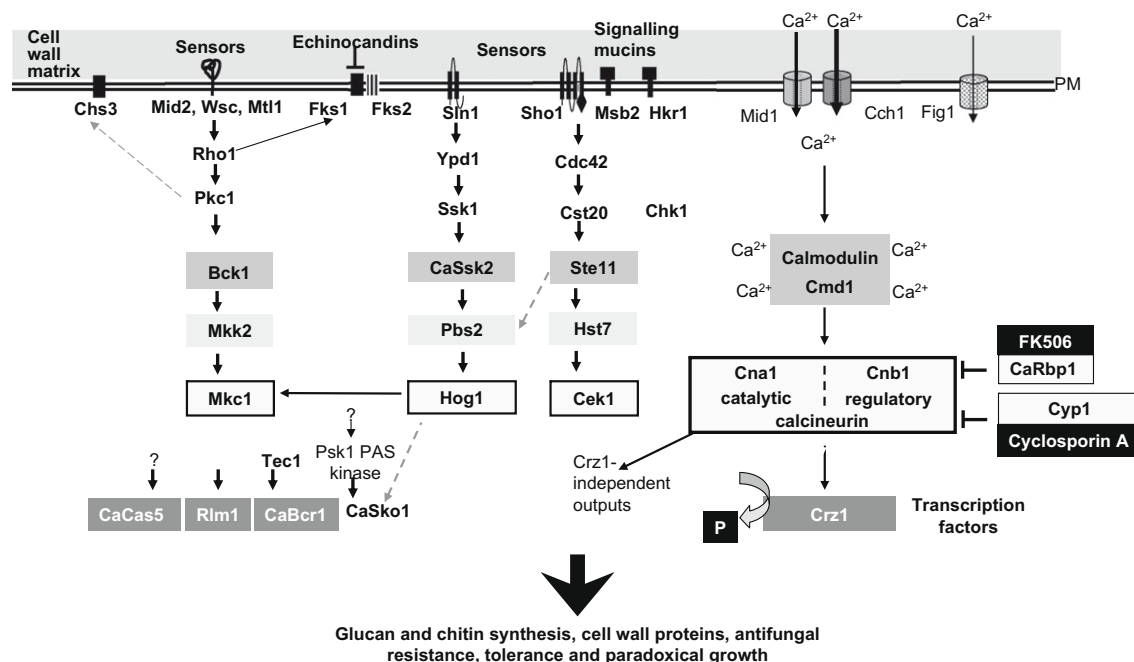 Cell
wall
matrix
Sensors
Echinocandins
Sensors
Signalling
mucins
Ca²⁺ Ca²⁺
Ca²⁺
PM
Chs3
Mid2, Wsc, Mtl1
Fks1
Fks2
Sln1
Sho1
Msb2
Hkr1
Mid1
Cch1
Fig1
Ca²⁺
Rho1
Ypd1
Cdc42
Pkc1
Ssk1
Cst20
Chk1
Bck1
CaSsk2
Ste11
Ca²⁺
Calmodulin
Ca²⁺
Ca²⁺
Cmd1
Ca²⁺
Mkk2
Pbs2
Hst7
FK506
CaRbp1
Mkc1
Hog1
Cek1
Cna1
catalytic
Cnb1
regulatory
calcineurin
Cyp1
Cyclosporin A
?
Psk1 PAS
kinase
?
Tec1
Crz1-
independent
outputs
CaCas5
Rlm1
CaBcr1
CaSko1
P
Crz1
Transcription
factors
Glucan and chitin synthesis, cell wall proteins, antifungal
resistance, tolerance and paradoxical growth